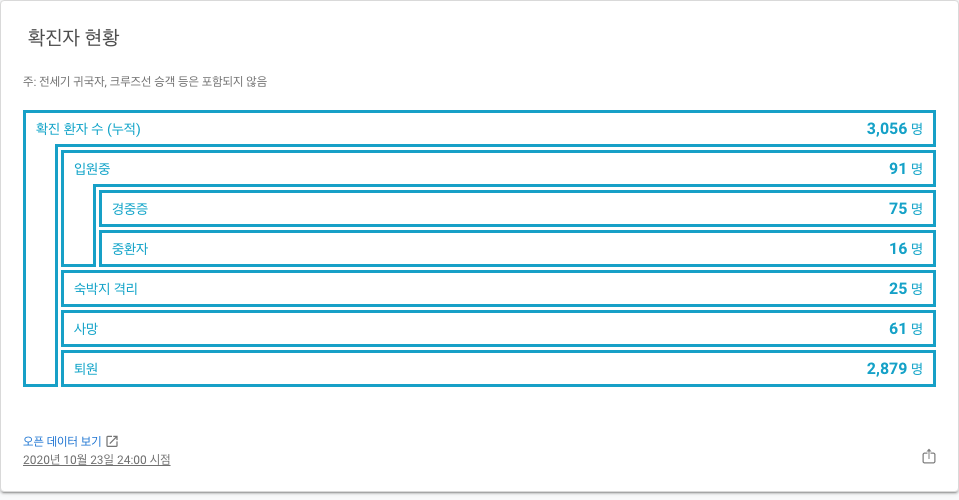 확진자 현황
주: 전세기 귀국자, 크루즈선 승객 등은 포함되지 않음
확진 환자 수 (누적) 3,056 명
입원중 91 명
경중증 75 명
중환자 16 명
숙박지 격리 25 명
사망 61 명
퇴원 2,879 명
오픈 데이터 보기
2020년 10월 23일 24:00 시점